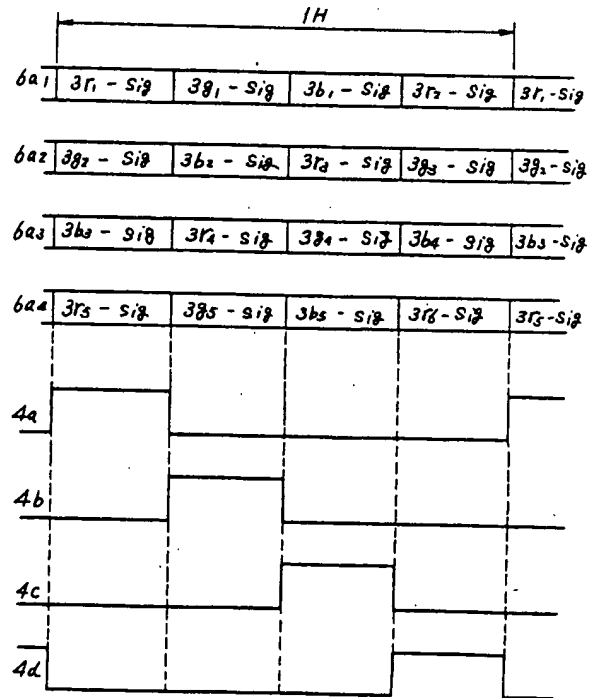 1H
6a1 3r1-sig 3g1-sig 3b1-sig 3r2-sig 3r1-sig
6a2 3g2-sig 3b2-sig 3r3-sig 3g3-sig 3g2-sig
6a3 3b3-sig 3r4-sig 3g4-sig 3b4-sig 3b3-sig
6a4 3r5-sig 3g5-sig 3b5-sig 3r6-sig 3r5-sig
4a
4b
4c
4d